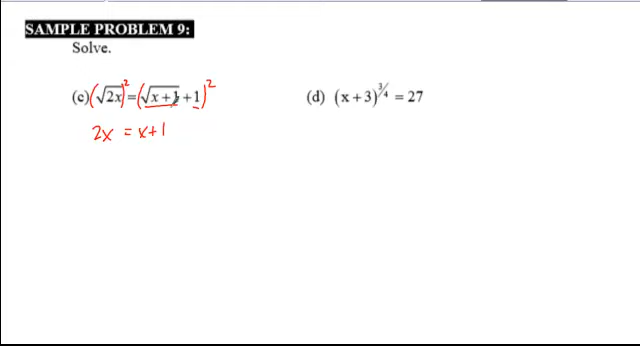 SAMPLE PROBLEM 9:
Solve.
(c) (√2x)² = (√x+1 + 1)²
(d) (x+3)^¾ = 27
2x = x+1